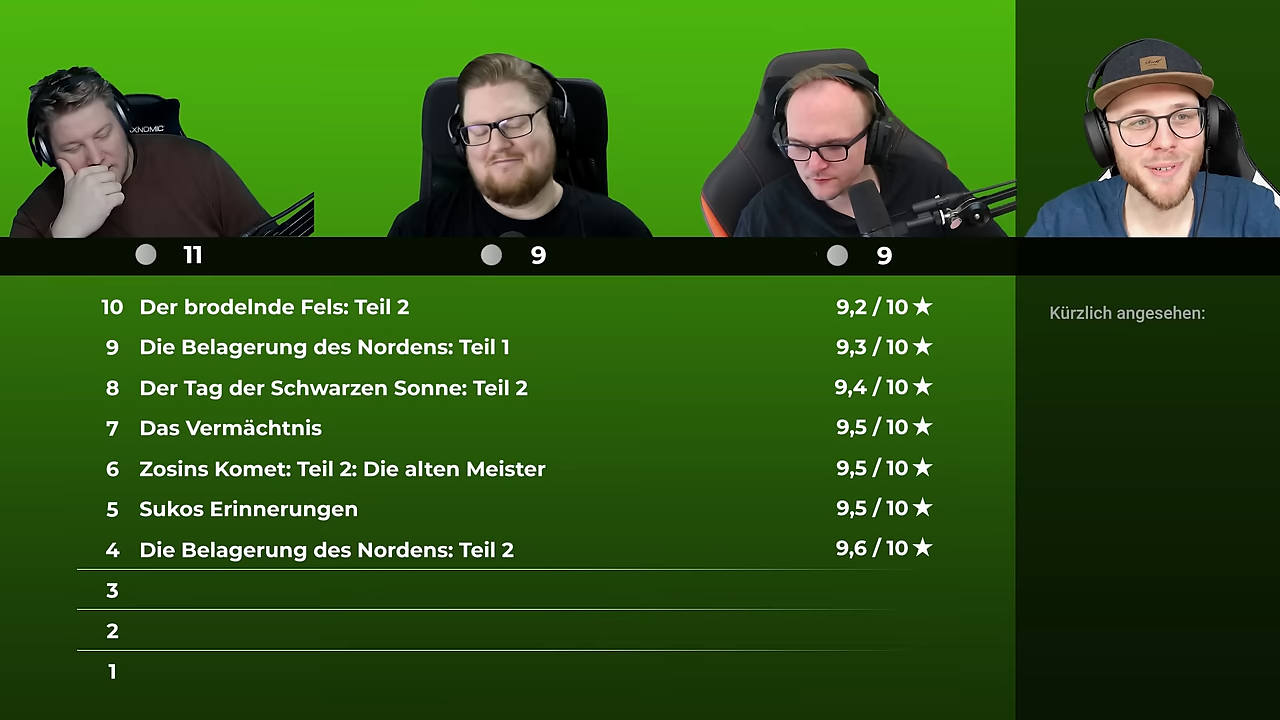 AXNOMIC
11
9
9
10 Der brodelnde Fels: Teil 2 9,2 / 10 ★
9 Die Belagerung des Nordens: Teil 1 9,3 / 10 ★
8 Der Tag der Schwarzen Sonne: Teil 2 9,4 / 10 ★
7 Das Vermächtnis 9,5 / 10 ★
6 Zosins Komet: Teil 2: Die alten Meister 9,5 / 10 ★
5 Sukos Erinnerungen 9,5 / 10 ★
4 Die Belagerung des Nordens: Teil 2 9,6 / 10 ★
3
2
1
Kürzlich angesehen: